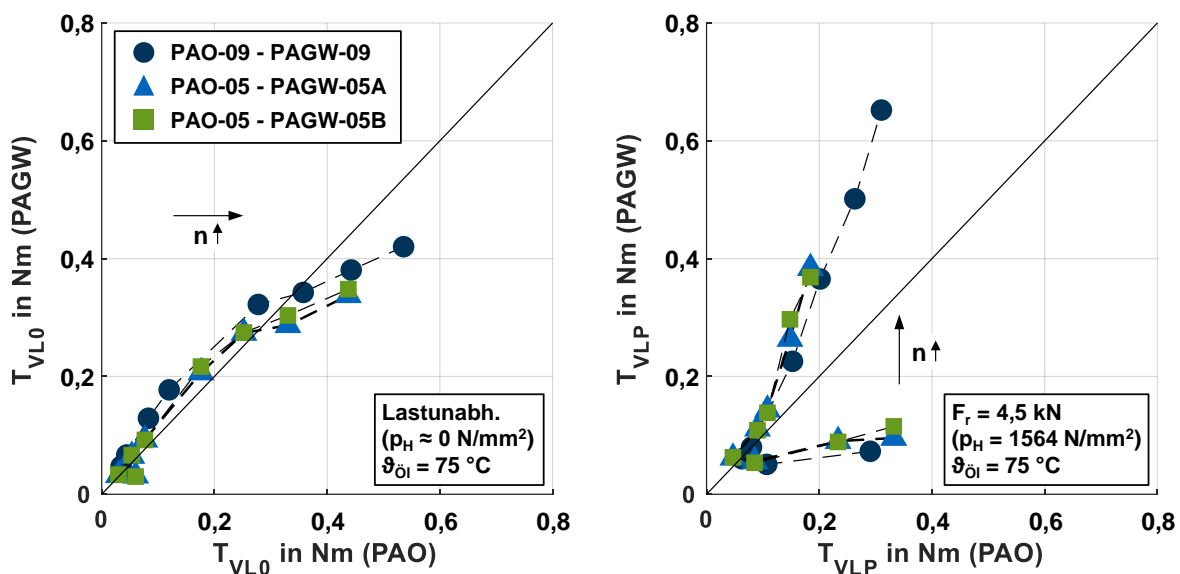 0,8
0,6
0,4
0,2
0
T_VL0 in Nm (PAGW)
PAO-09 - PAGW-09
PAO-05 - PAGW-05A
PAO-05 - PAGW-05B
n
Lastunabh.
(p_H ≈ 0 N/mm²)
ϑ_Öl = 75 °C
0 0,2 0,4 0,6 0,8
T_VL0 in Nm (PAO)
0,8
0,6
0,4
0,2
0
T_VLP in Nm (PAGW)
n
F_r = 4,5 kN
(p_H = 1564 N/mm²)
ϑ_Öl = 75 °C
0 0,2 0,4 0,6 0,8
T_VLP in Nm (PAO)